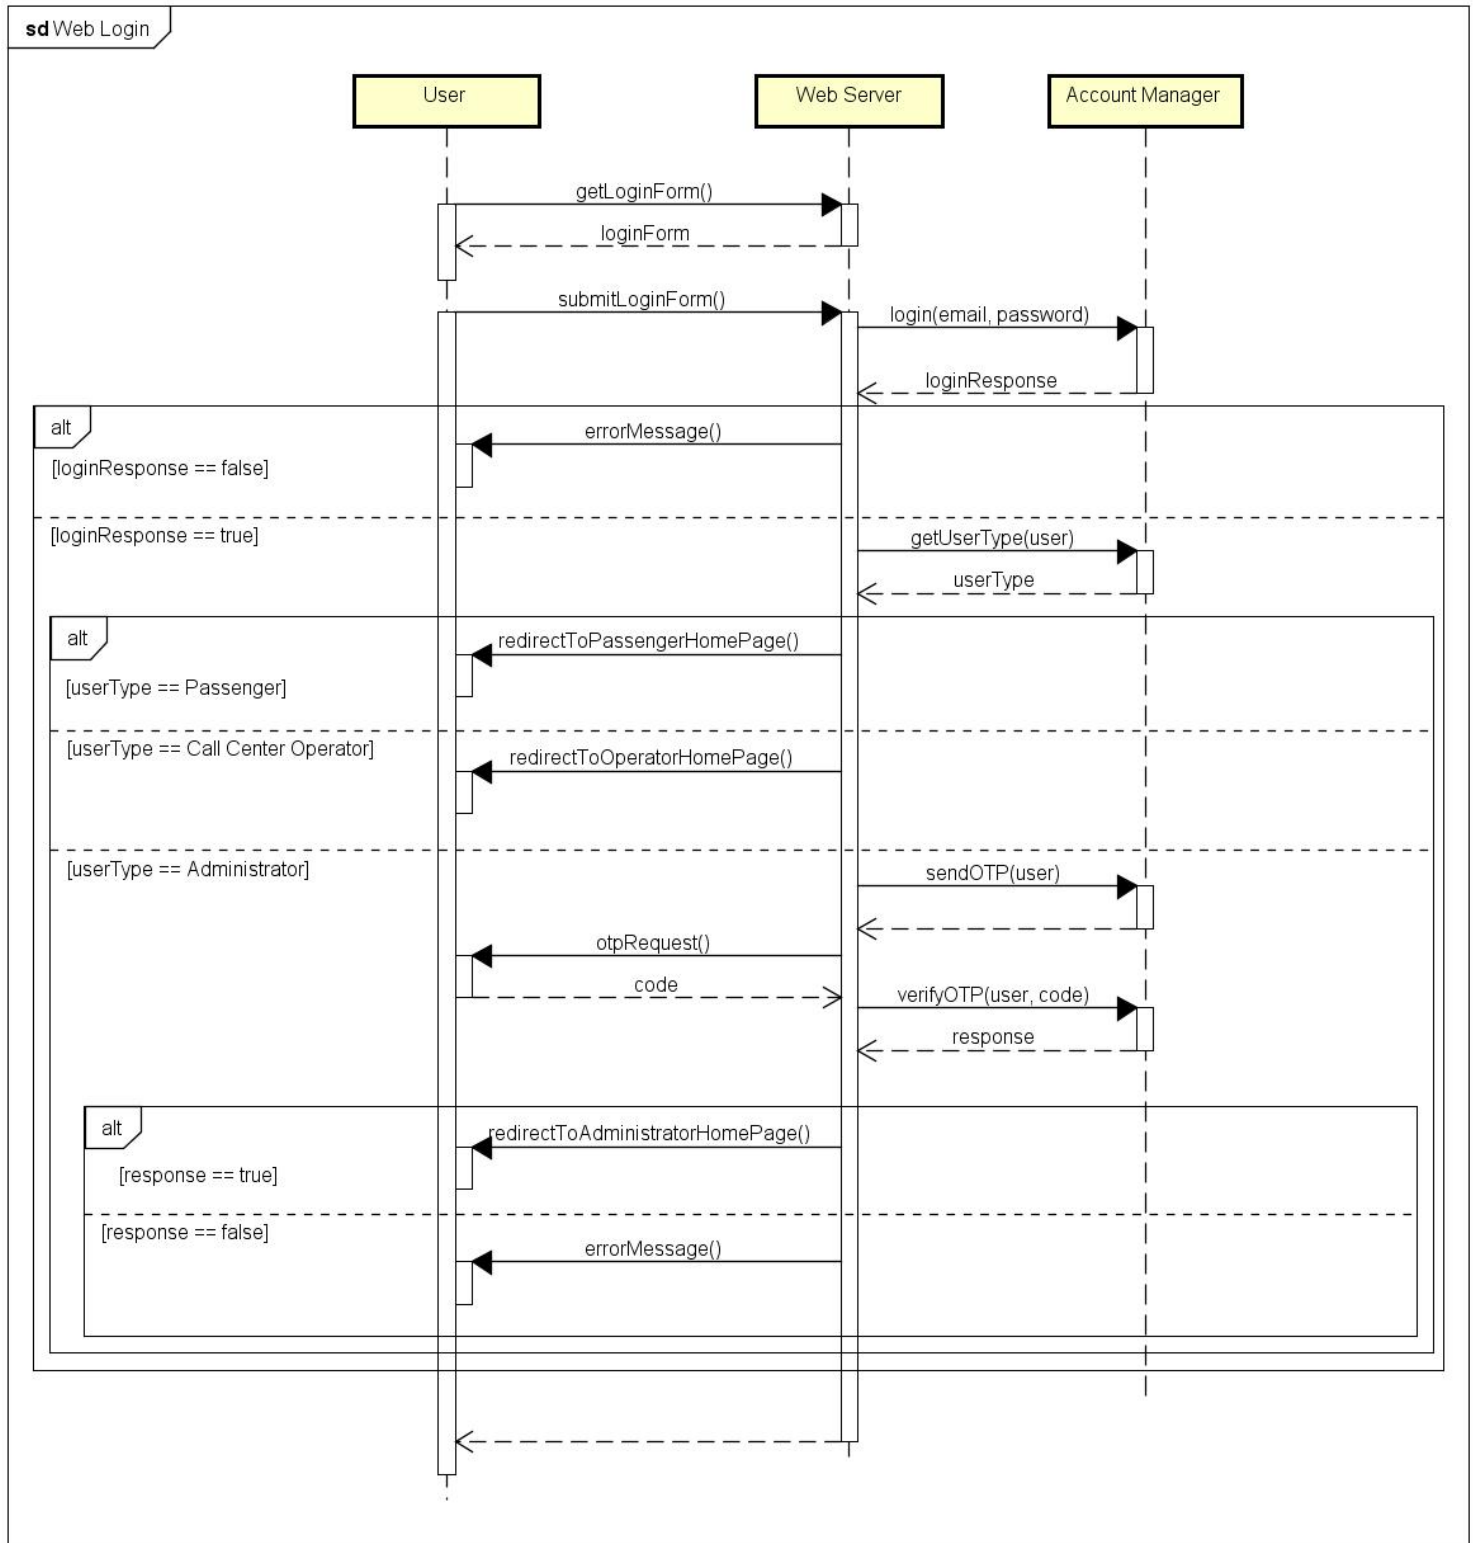 sd Web Login
User
Web Server
Account Manager
getLoginForm()
loginForm
submitLoginForm()
login(email, password)
loginResponse
alt
errorMessage()
[loginResponse == false]
[loginResponse == true]
getUserType(user)
userType
alt
redirectToPassengerHomePage()
[userType == Passenger]
[userType == Call Center Operator]
redirectToOperatorHomePage()
[userType == Administrator]
sendOTP(user)
otpRequest()
code
verifyOTP(user, code)
response
alt
redirectToAdministratorHomePage()
[response == true]
[response == false]
errorMessage()